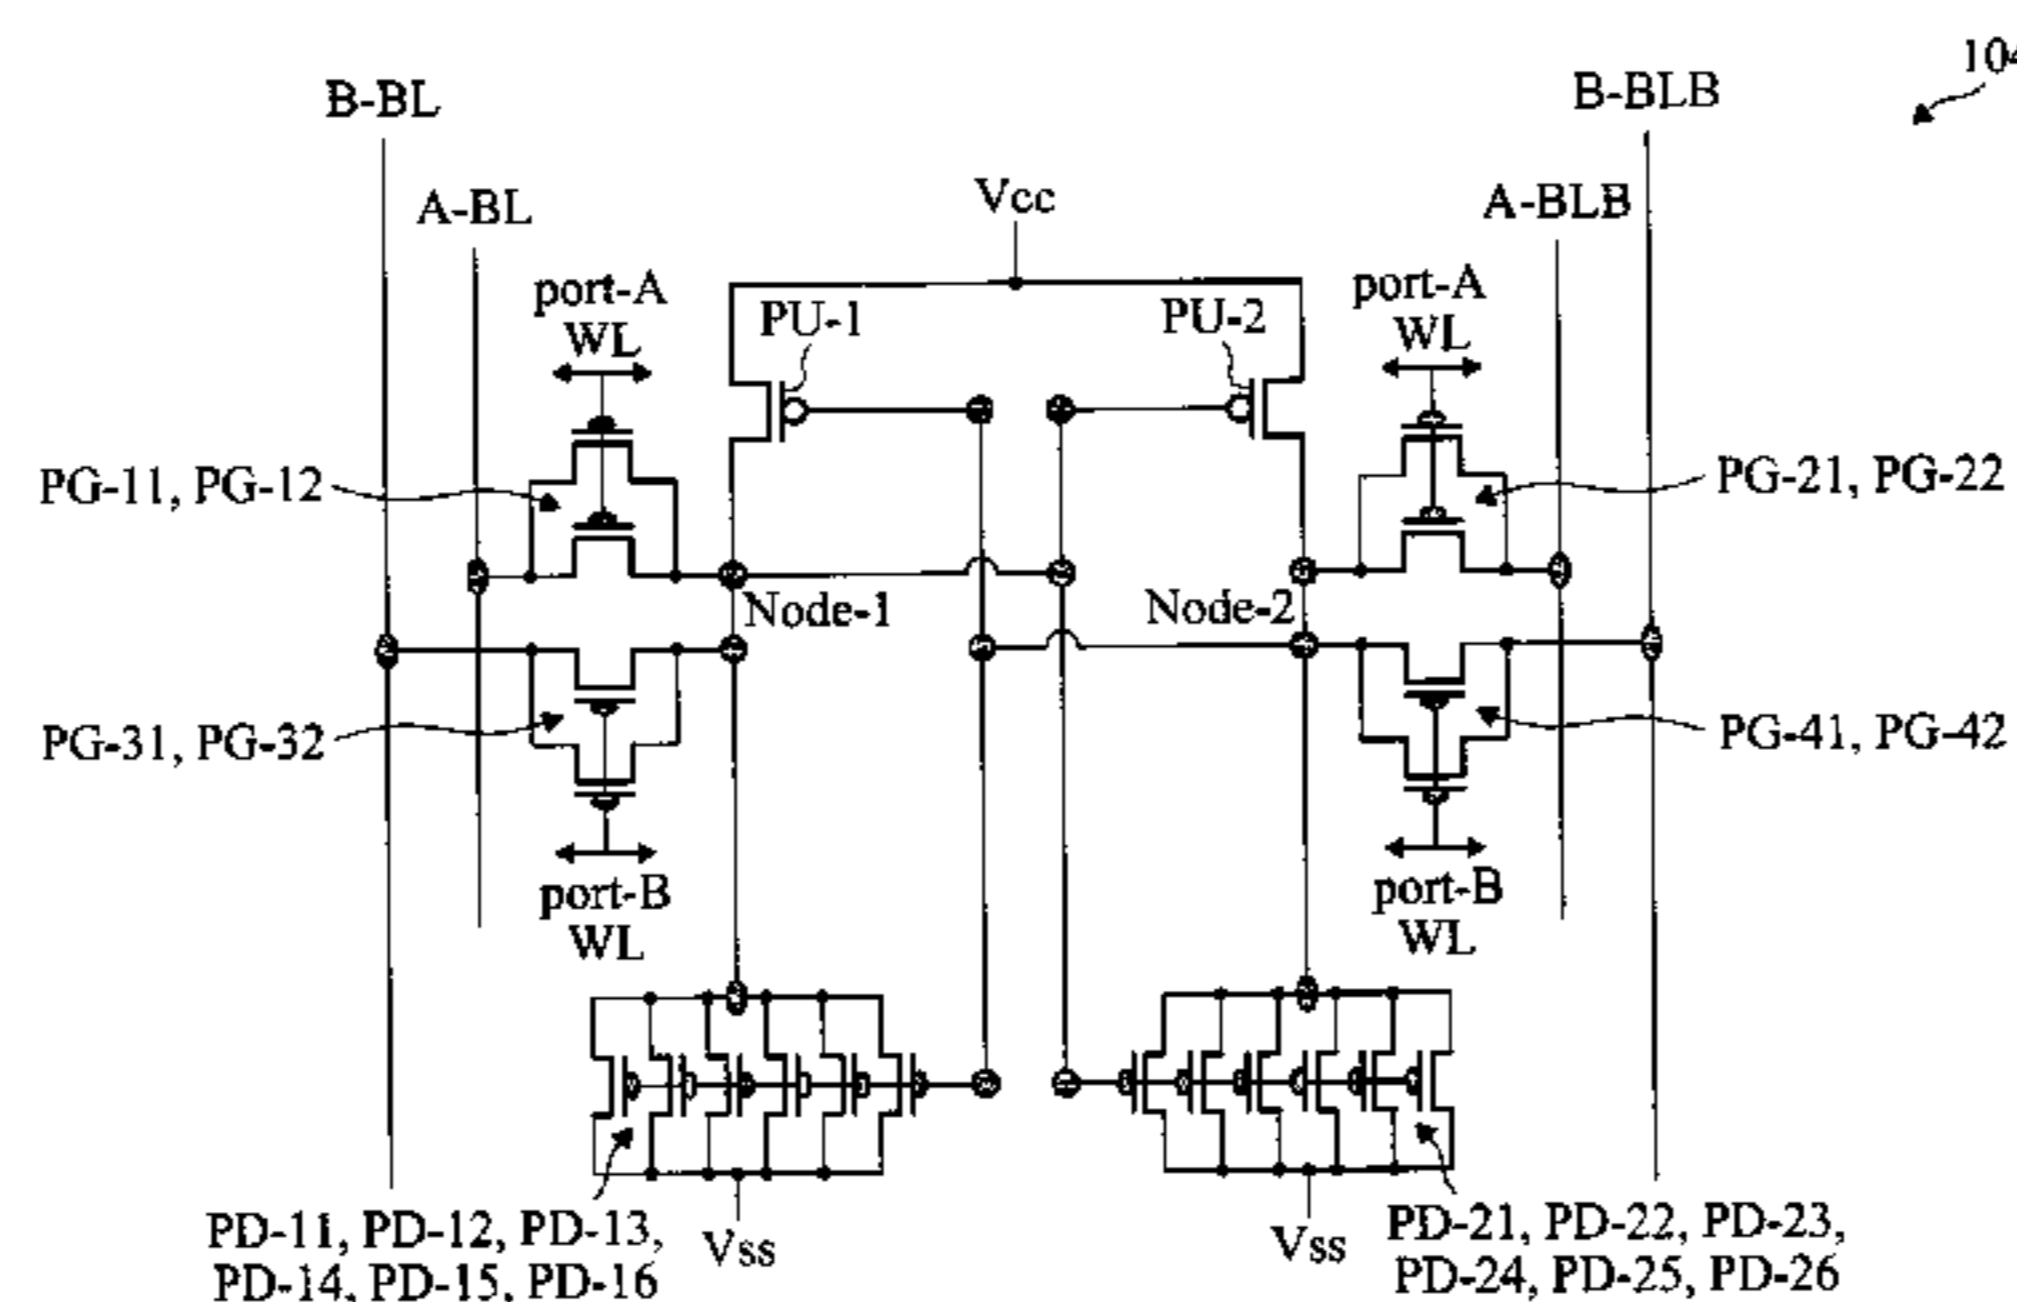 104
B-BL
B-BLB
A-BL
Vcc
A-BLB
port-A
WL
PU-1
PU-2
port-A
WL
PG-11, PG-12
PG-21, PG-22
Node-1
Node-2
PG-31, PG-32
PG-41, PG-42
port-B
WL
port-B
WL
PD-11, PD-12, PD-13,
PD-14, PD-15, PD-16
Vss
Vss
PD-21, PD-22, PD-23,
PD-24, PD-25, PD-26